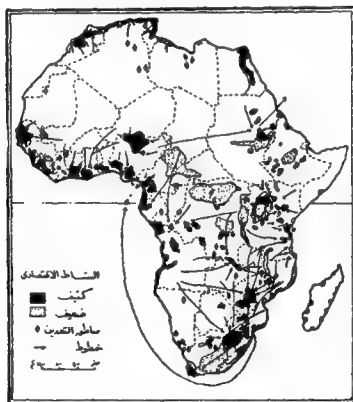 النشاط الاقتصادى
كثيف
ضعيف
مناطق التعدين
خطوط